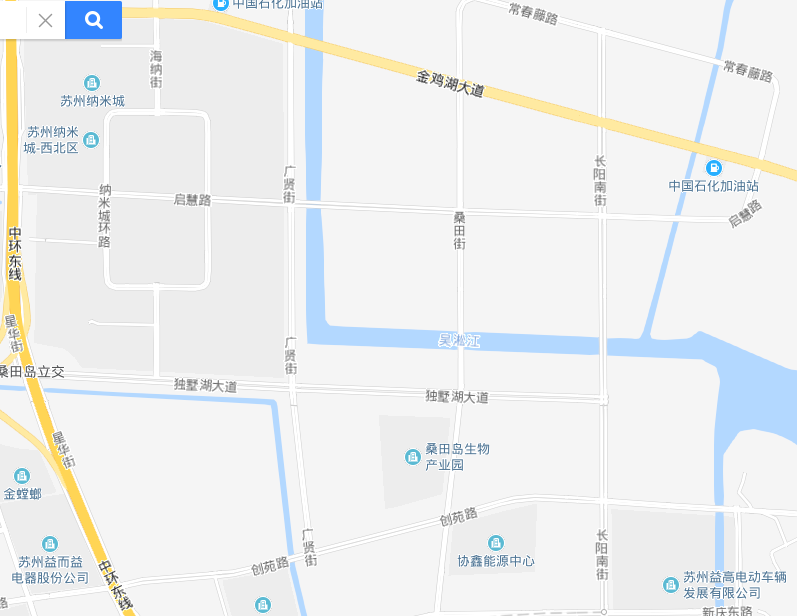 中国石化加油站
常春藤路
海纳街
常春藤路
金鸡湖大道
苏州纳米城
苏州纳米
城-西北区
广贤街
长阳南街
中国石化加油站
纳米城环路
启慧路
桑田街
启慧路
中环东线
星华街
广贤街
吴淞江
桑田岛立交
独墅湖大道
独墅湖大道
星华街
桑田岛生物
产业园
金螳螂
创苑路
广贤街
长阳南街
苏州益而益
电器股份公司
中环东线
创苑路
协鑫能源中心
苏州益高电动车辆
发展有限公司
新庆东路
路